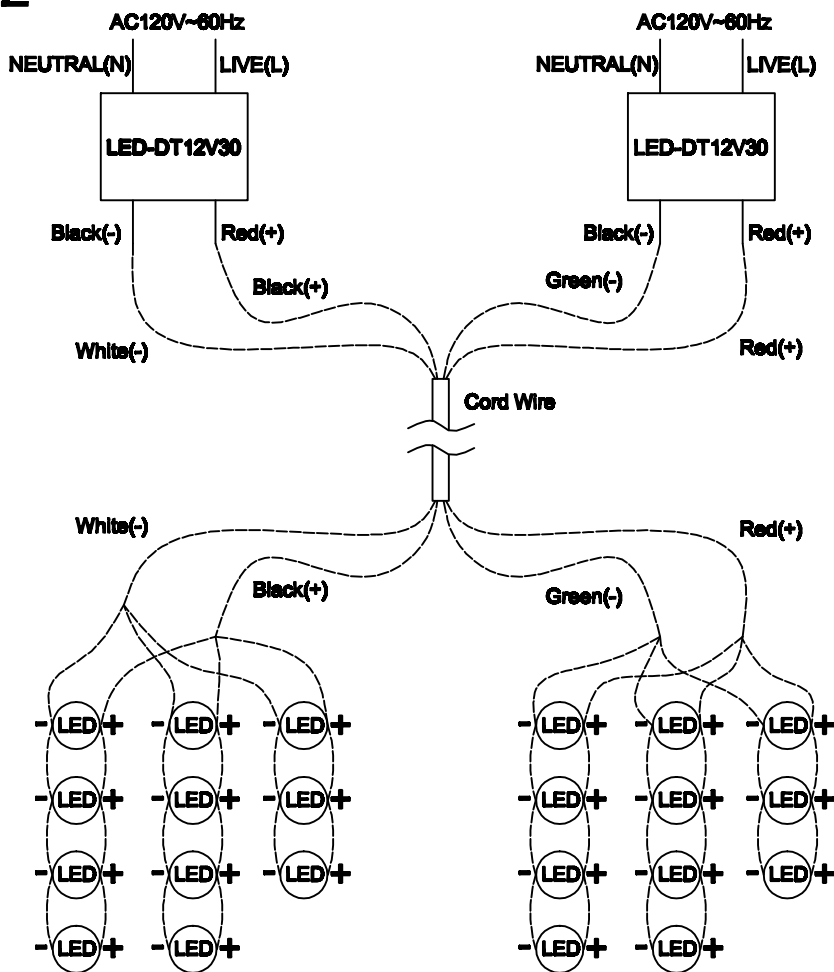 AC120V~60Hz AC120V~60Hz
NEUTRAL(N) LIVE(L) NEUTRAL(N) LIVE(L)
LED-DT12V30 LED-DT12V30
Black(-) Red(+) Black(-) Red(+)
Black(+) Green(-)
White(-) Red(+)
Cord Wire
White(-) Red(+)
Black(+) Green(-)
- LED + - LED + - LED + - LED + - LED + - LED +
- LED + - LED + - LED + - LED + - LED + - LED +
- LED + - LED + - LED + - LED + - LED + - LED +
- LED + - LED + - LED + - LED +